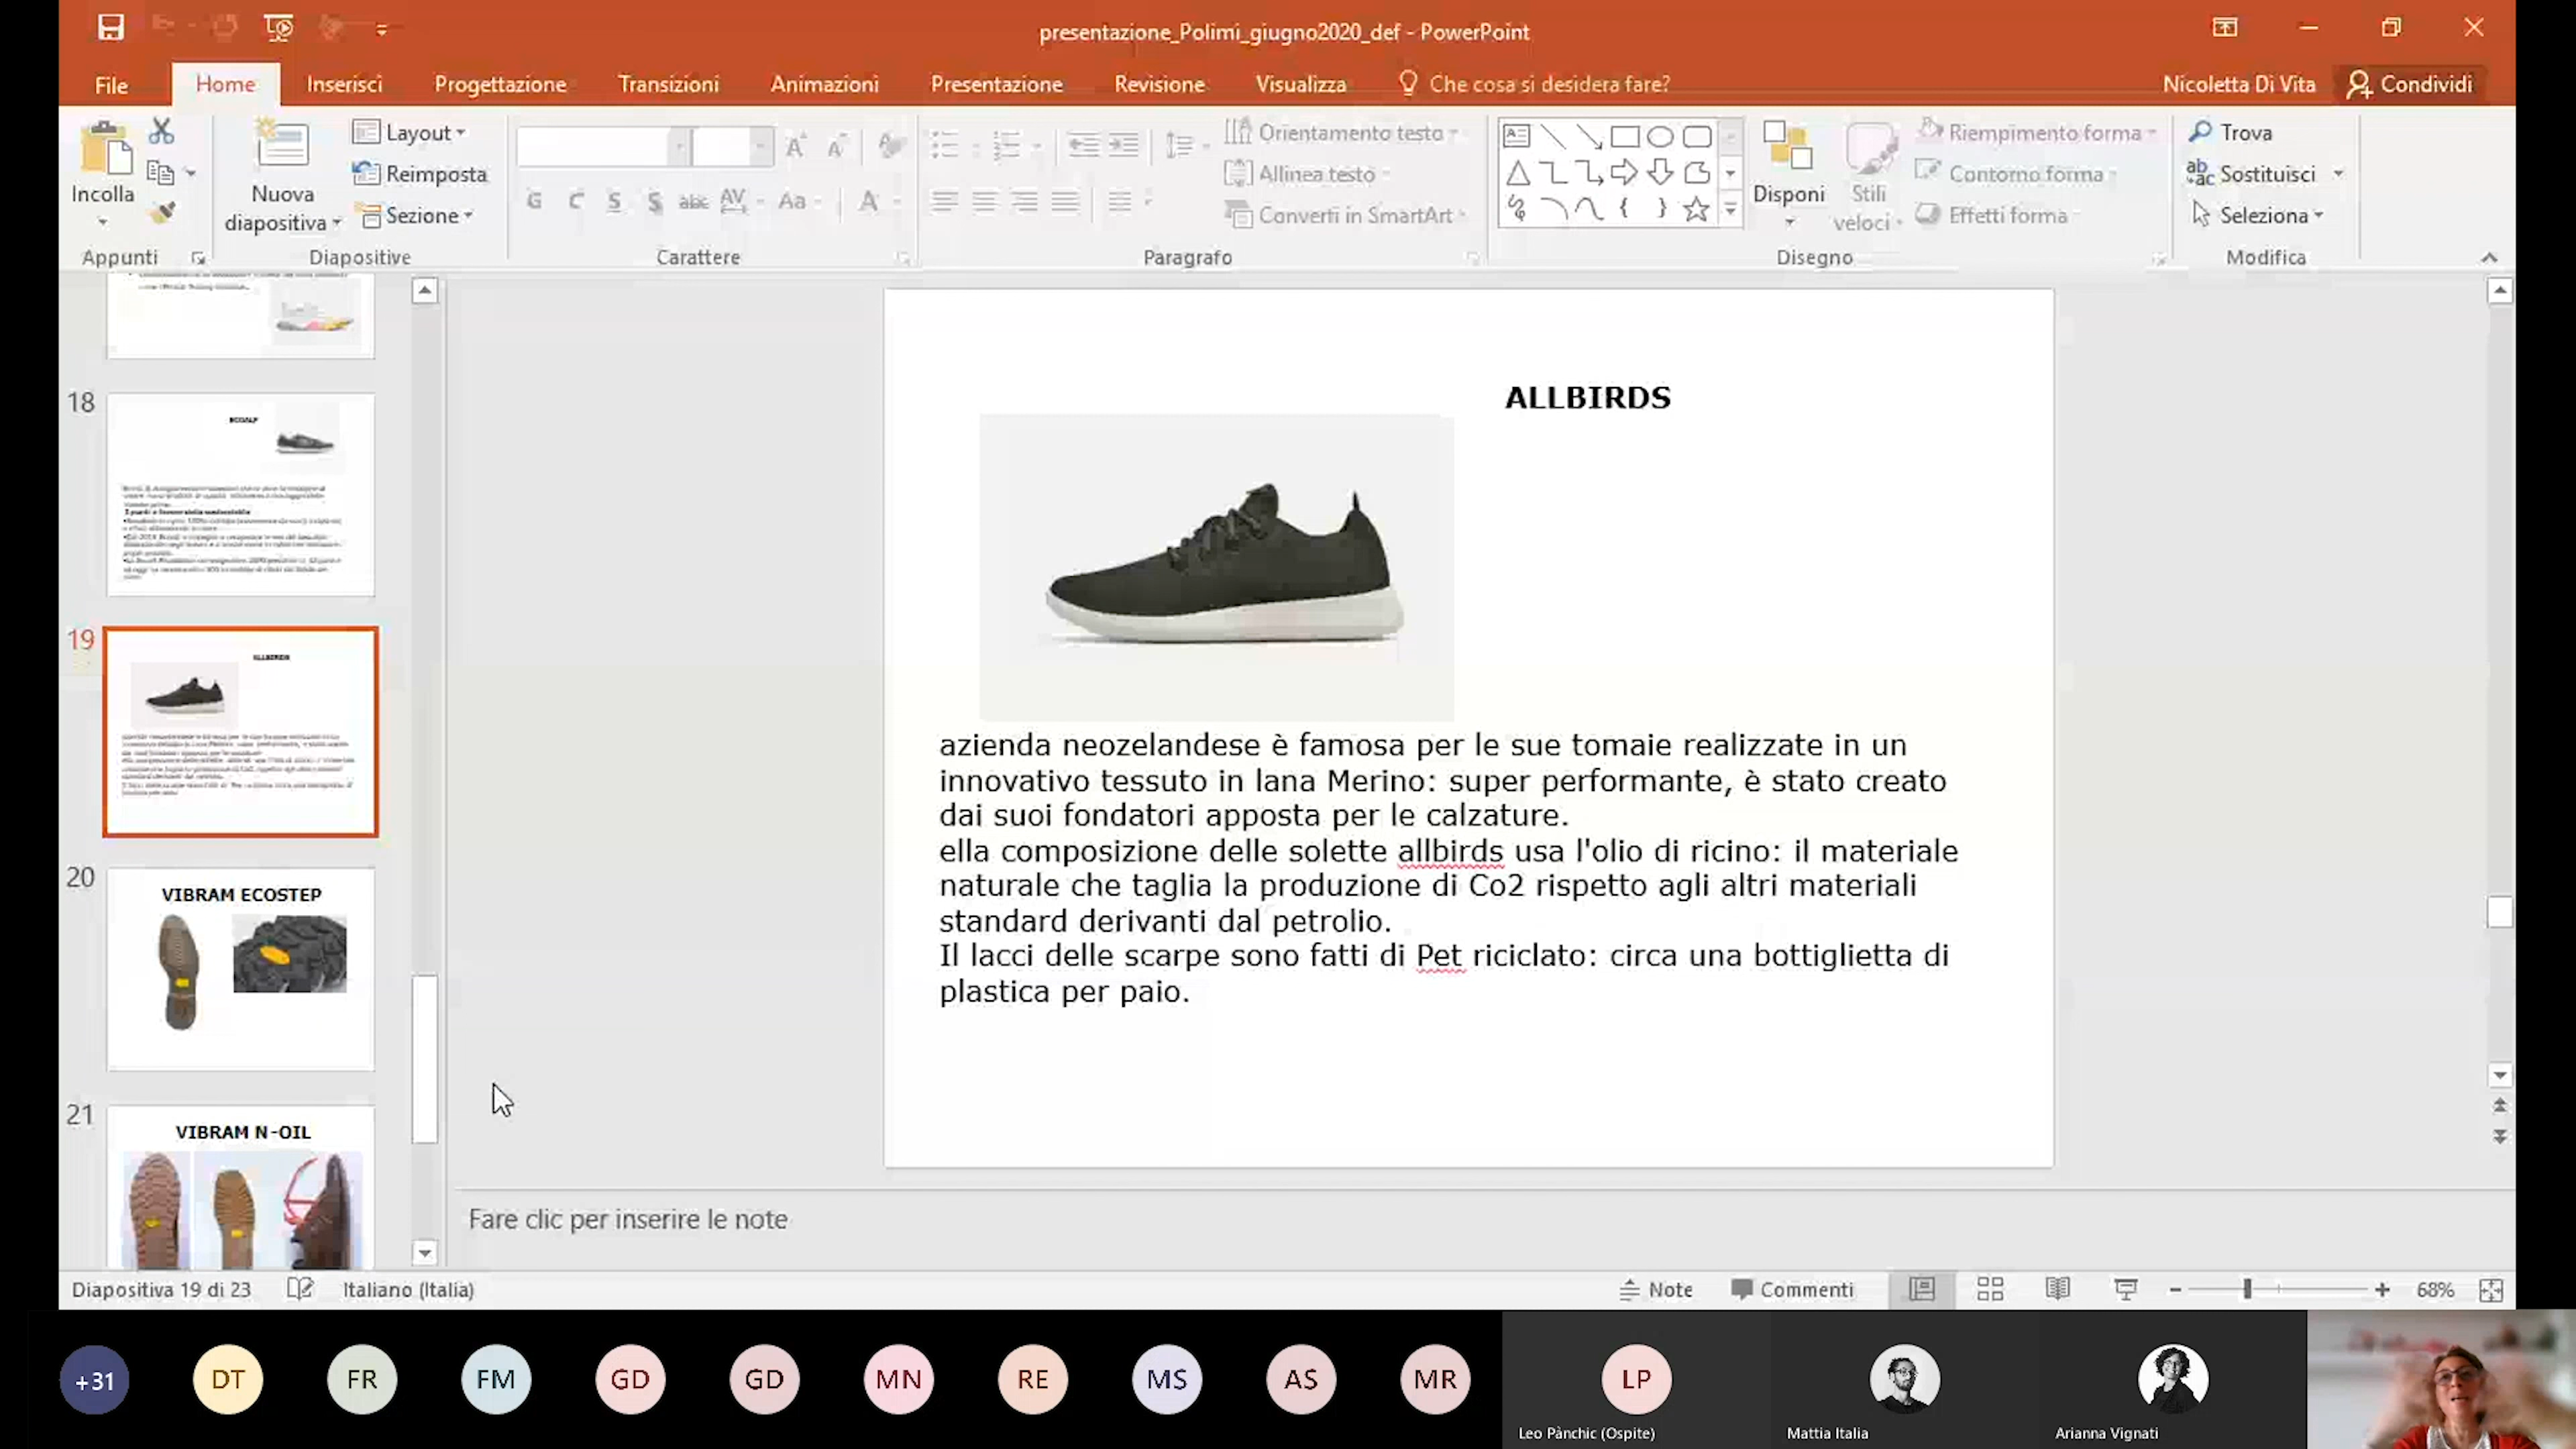 presentazione_Polimi_giugno2020_def - PowerPoint
File
Home
Inserisci
Progettazione
Transizioni
Animazioni
Presentazione
Revisione
Visualizza
Che cosa si desidera fare?
Nicoletta Di Vita
Condividi
Incolla
Nuova
diapositiva
Layout
Reimposta
Sezione
Orientamento testo
Allinea testo
Converti in SmartArt
Disponi
Stili
veloci
Riempimento forma
Contorno forma
Effetti forma
Trova
Sostituisci
Seleziona
Appunti
Diapositive
Carattere
Paragrafo
Disegno
Modifica
18
ECOALF
19
ALLBIRDS
20
VIBRAM ECOSTEP
21
VIBRAM N-OIL
ALLBIRDS
azienda neozelandese è famosa per le sue tomaie realizzate in un
innovativo tessuto in lana Merino: super performante, è stato creato
dai suoi fondatori apposta per le calzature.
ella composizione delle solette allbirds usa l'olio di ricino: il materiale
naturale che taglia la produzione di Co2 rispetto agli altri materiali
standard derivanti dal petrolio.
Il lacci delle scarpe sono fatti di Pet riciclato: circa una bottiglietta di
plastica per paio.
Fare clic per inserire le note
Diapositiva 19 di 23
Italiano (Italia)
Note
Commenti
68%
+31
DT
FR
FM
GD
GD
MN
RE
MS
AS
MR
LP
Leo Pànchic (Ospite)
Mattia Italia
Arianna Vignati